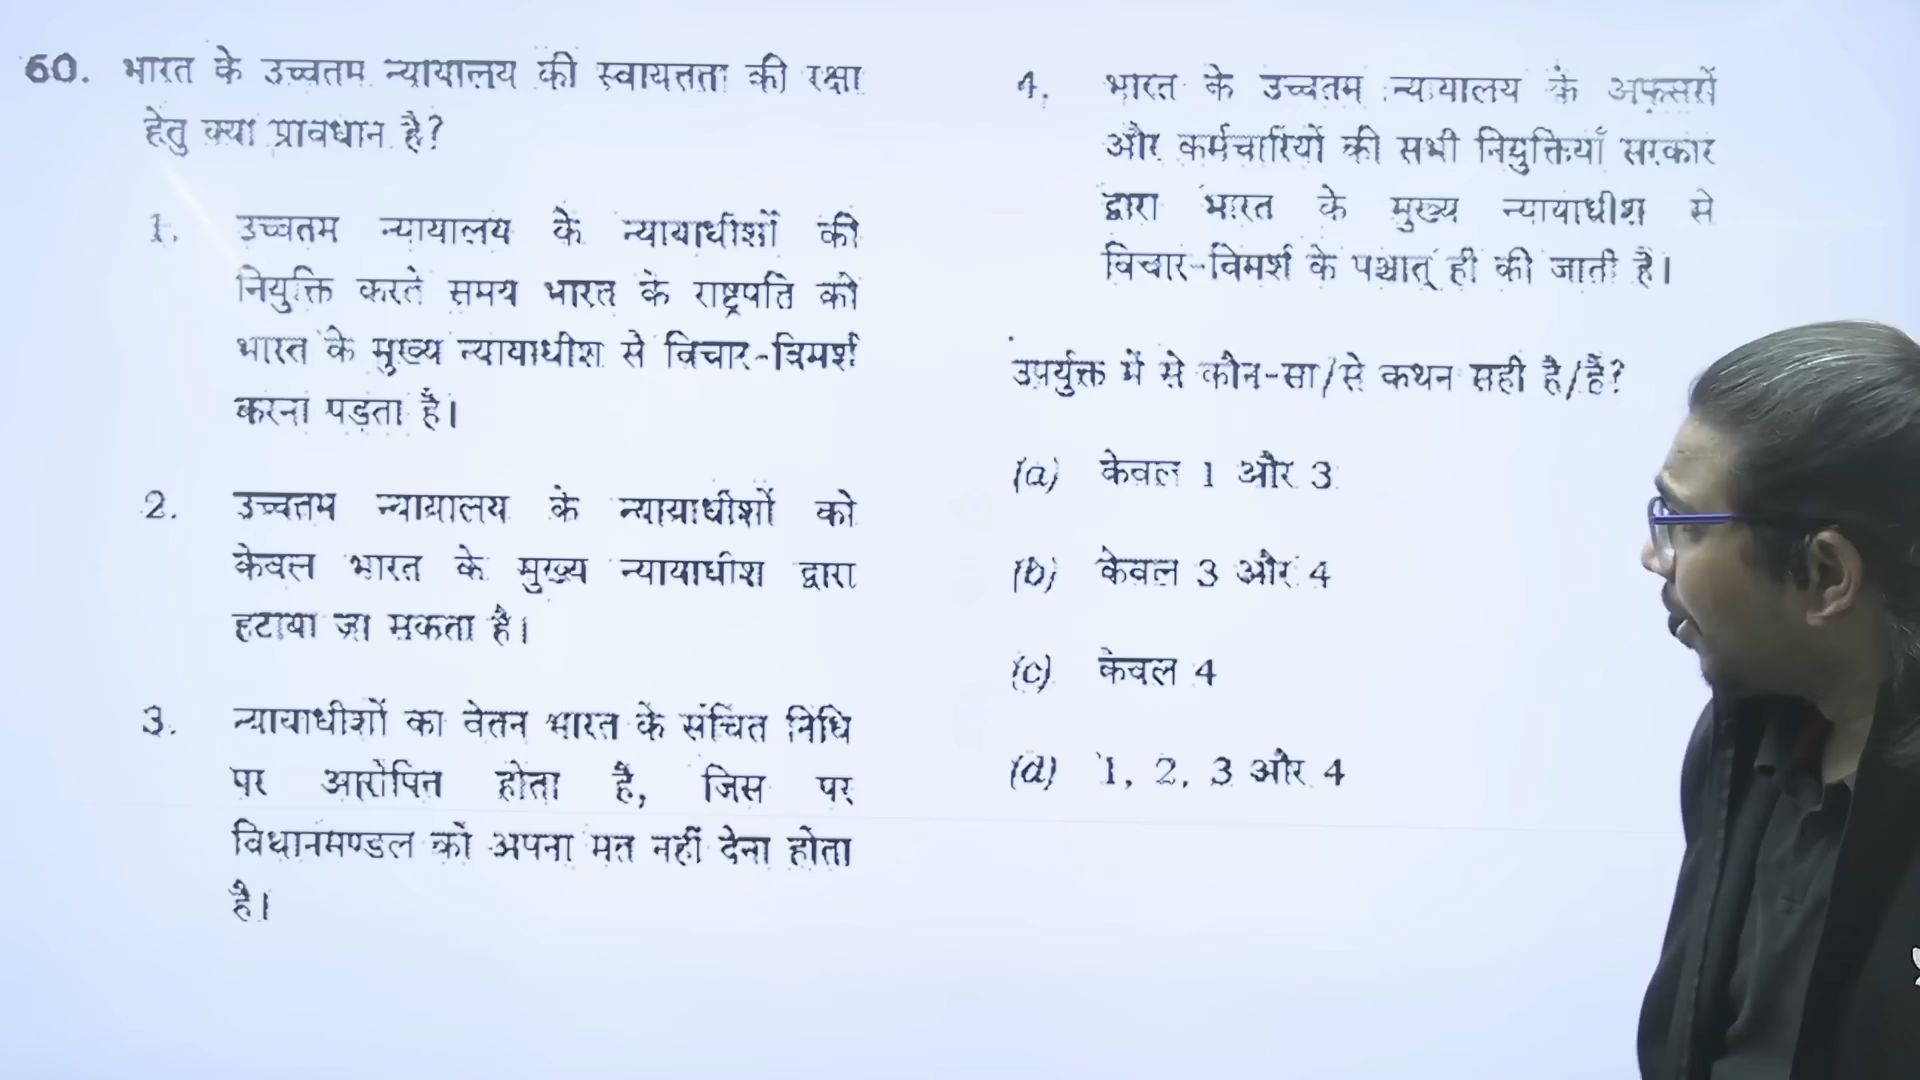 60. भारत के उच्चतम न्यायालय की स्वायत्तता की रक्षा
हेतु क्या प्रावधान है?
1. उच्चतम न्यायालय के न्यायाधीशों की
नियुक्ति करते समय भारत के राष्ट्रपति को
भारत के मुख्य न्यायाधीश से विचार-विमर्श
करना पड़ता है।
2. उच्चतम न्यायालय के न्यायाधीशों को
केवल भारत के मुख्य न्यायाधीश द्वारा
हटाया जा सकता है।
3. न्यायाधीशों का वेतन भारत के संचित निधि
पर आरोपित होता है, जिस पर
विधानमण्डल को अपना मत नहीं देना होता
है।
4. भारत के उच्चतम न्यायालय के अफ़सरों
और कर्मचारियों की सभी नियुक्तियाँ सरकार
द्वारा भारत के मुख्य न्यायाधीश से
विचार-विमर्श के पश्चात् ही की जाती हैं।
उपर्युक्त में से कौन-सा/से कथन सही है/हैं?
(a) केवल 1 और 3
(b) केवल 3 और 4
(c) केवल 4
(d) 1, 2, 3 और 4